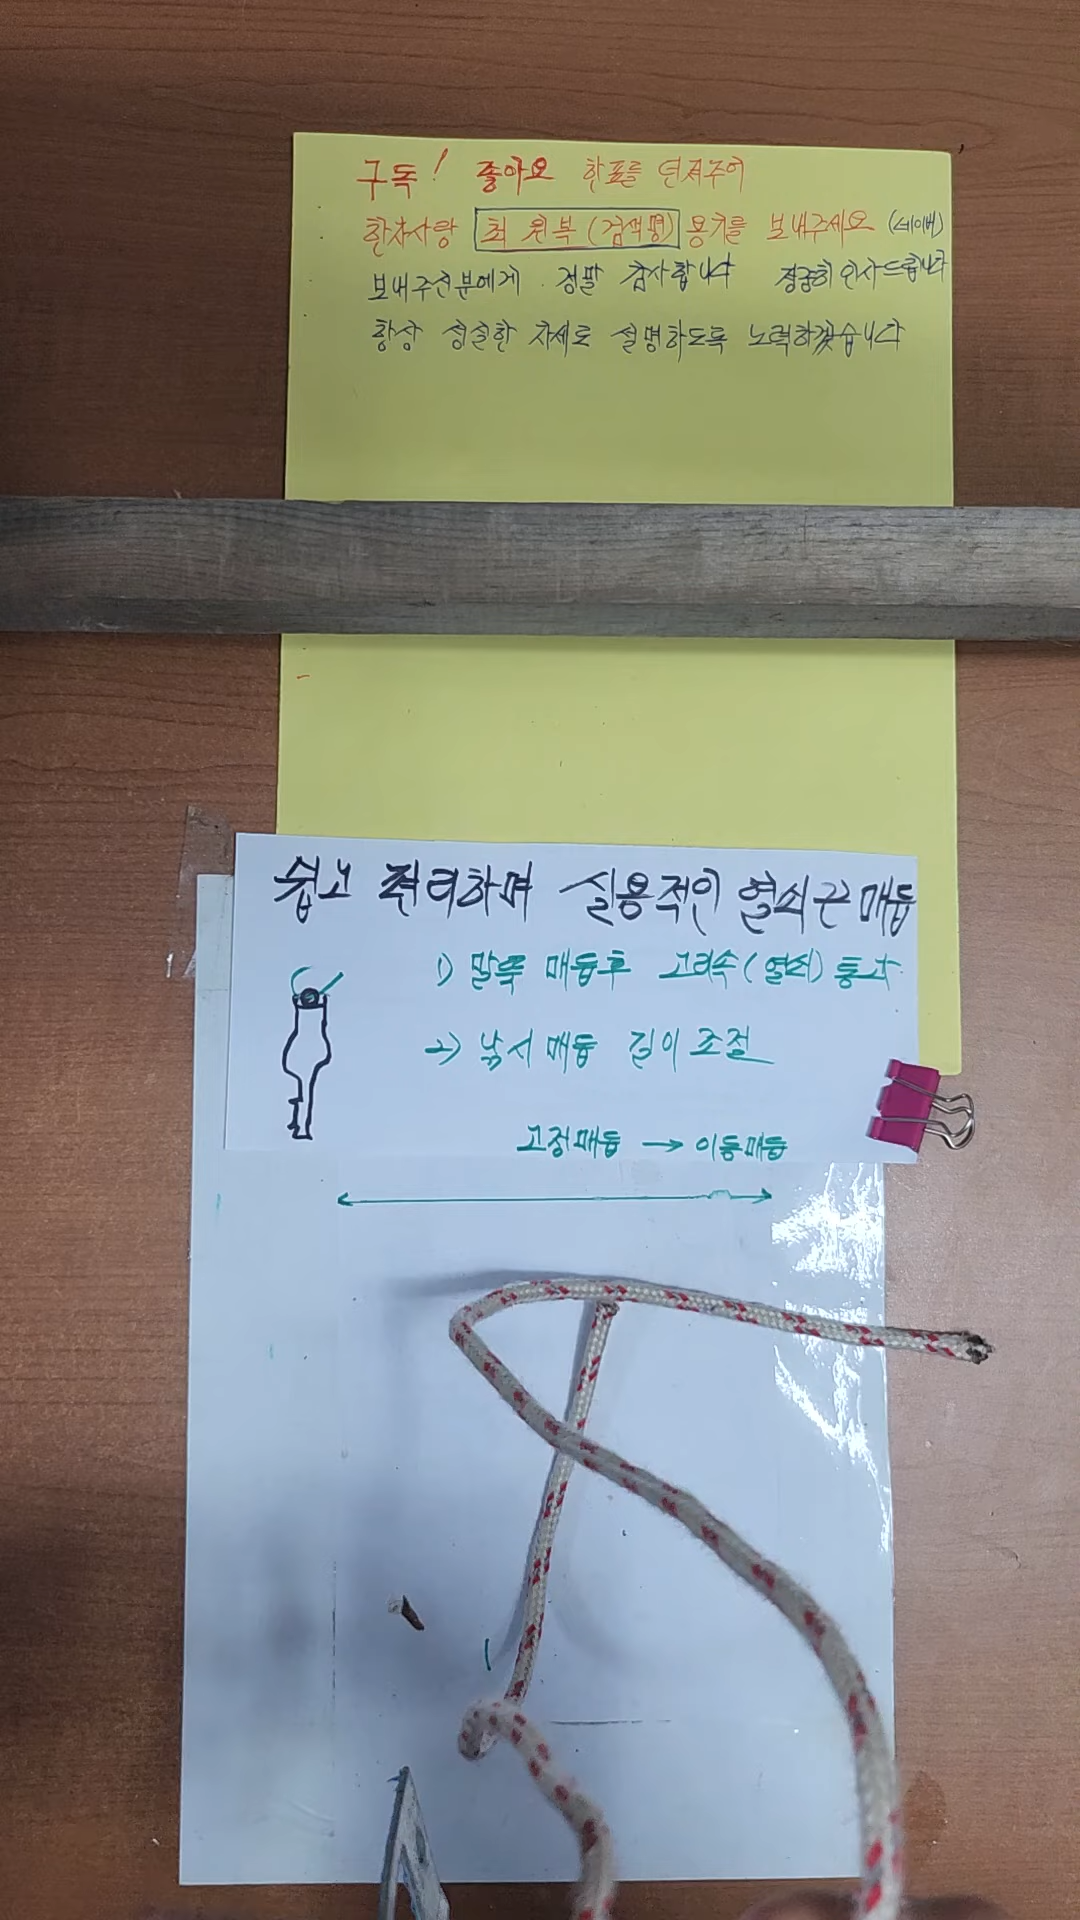 구독! 좋아요 한표를 던져주어
한자사랑 최원복(검색명) 용기를 보내주세요 (네이버)
보내주신분에게 정말 감사합니다 정중히 인사드립니다
항상 성실한 자세로 설명하도록 노력하겠습니다
쉽고 편리하며 실용적인 열쇠끈매듭
1) 말뚝 매듭후 고리속(열쇠)통과
2) 낚시매듭 길이조절
고정매듭 → 이동매듭